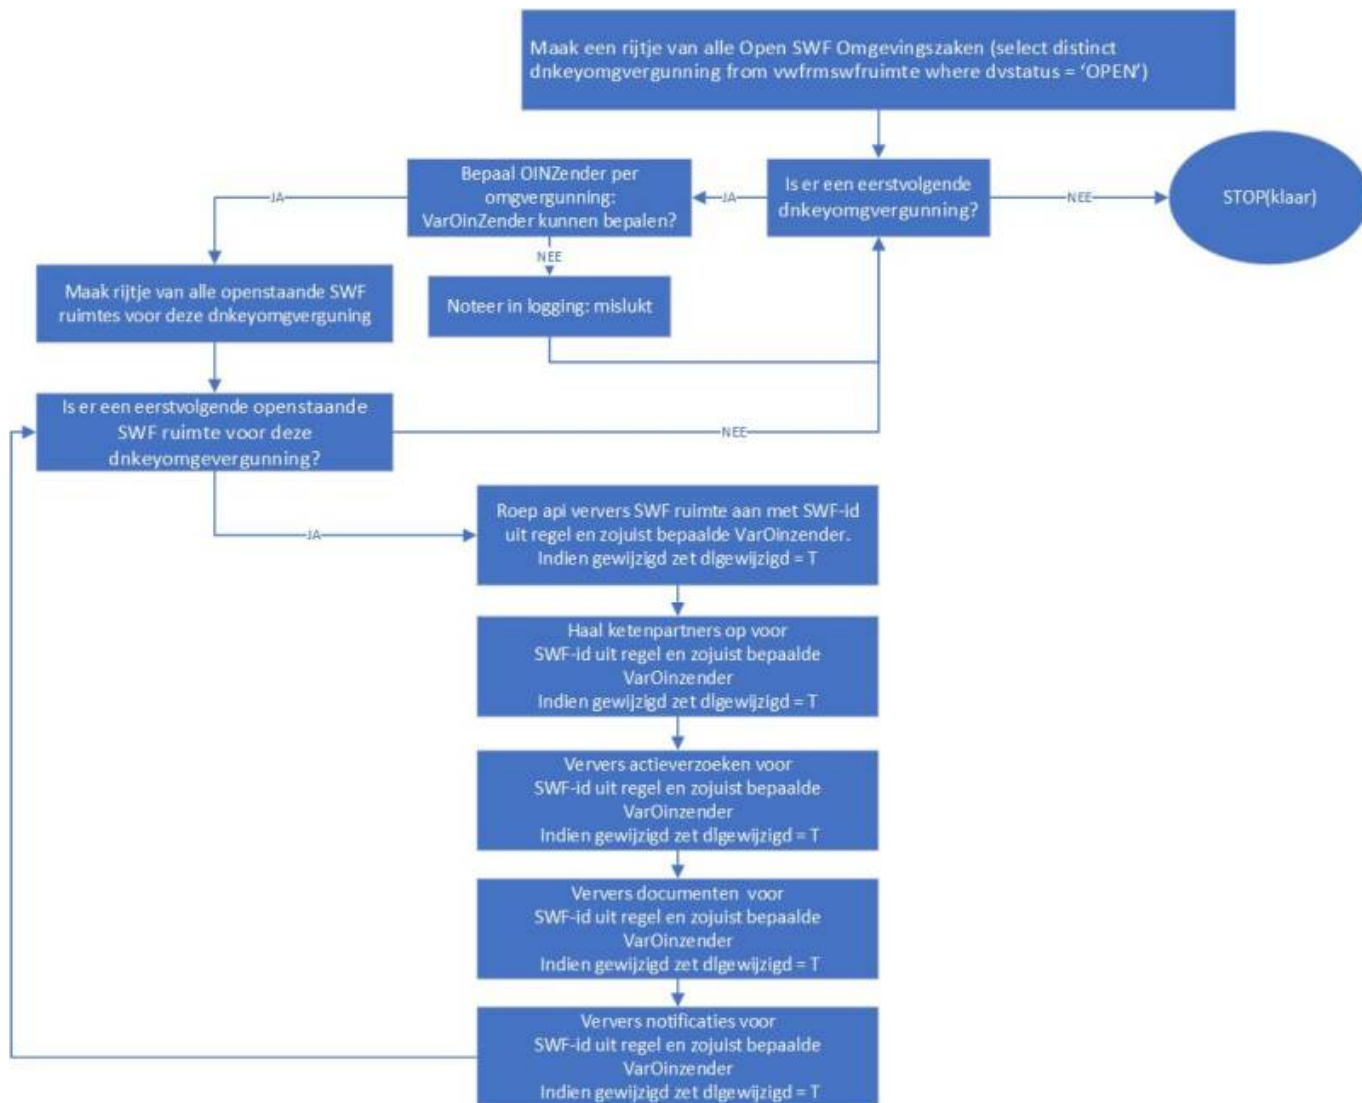 Maak een rijtje van alle Open SWF Omgevingszaken (select distinct
dnkeyomgvergunning from vwfrmswfruimte where dvstatus = ‘OPEN’)
Bepaal OINZender per
omgvergunning:
VarOinZender kunnen bepalen?
Is er een eerstvolgende
dnkeyomgvergunning?
STOP(klaar)
JA
JA
NEE
NEE
Maak rijtje van alle openstaande SWF
ruimtes voor deze dnkeyomgverguning
Noteer in logging: mislukt
Is er een eerstvolgende openstaande
SWF ruimte voor deze
dnkeyomgevergunning?
NEE
JA
Roep api ververs SWF ruimte aan met SWF-id
uit regel en zojuist bepaalde VarOinzender.
Indien gewijzigd zet dlgewijzigd = T
Haal ketenpartners op voor
SWF-id uit regel en zojuist bepaalde
VarOinzender
Indien gewijzigd zet dlgewijzigd = T
Ververs actieverzoeken voor
SWF-id uit regel en zojuist bepaalde
VarOinzender
Indien gewijzigd zet dlgewijzigd = T
Ververs documenten voor
SWF-id uit regel en zojuist bepaalde
VarOinzender
Indien gewijzigd zet dlgewijzigd = T
Ververs notificaties voor
SWF-id uit regel en zojuist bepaalde
VarOinzender
Indien gewijzigd zet dlgewijzigd = T